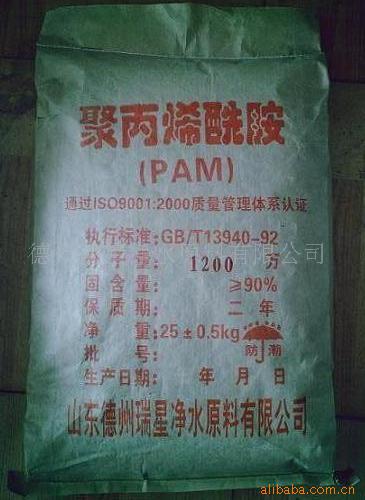 聚丙烯酰胺
(PAM)
通过ISO9001:2000质量管理体系认证
执行标准:GB/T13940-92
分子量: 1200 万
固含量: ≥90%
保质期: 二年
净重:25±0.5kg
防潮
批号:
生产日期: 年 月 日
山东德州瑞星净水原料有限公司
alibaba.com.cn